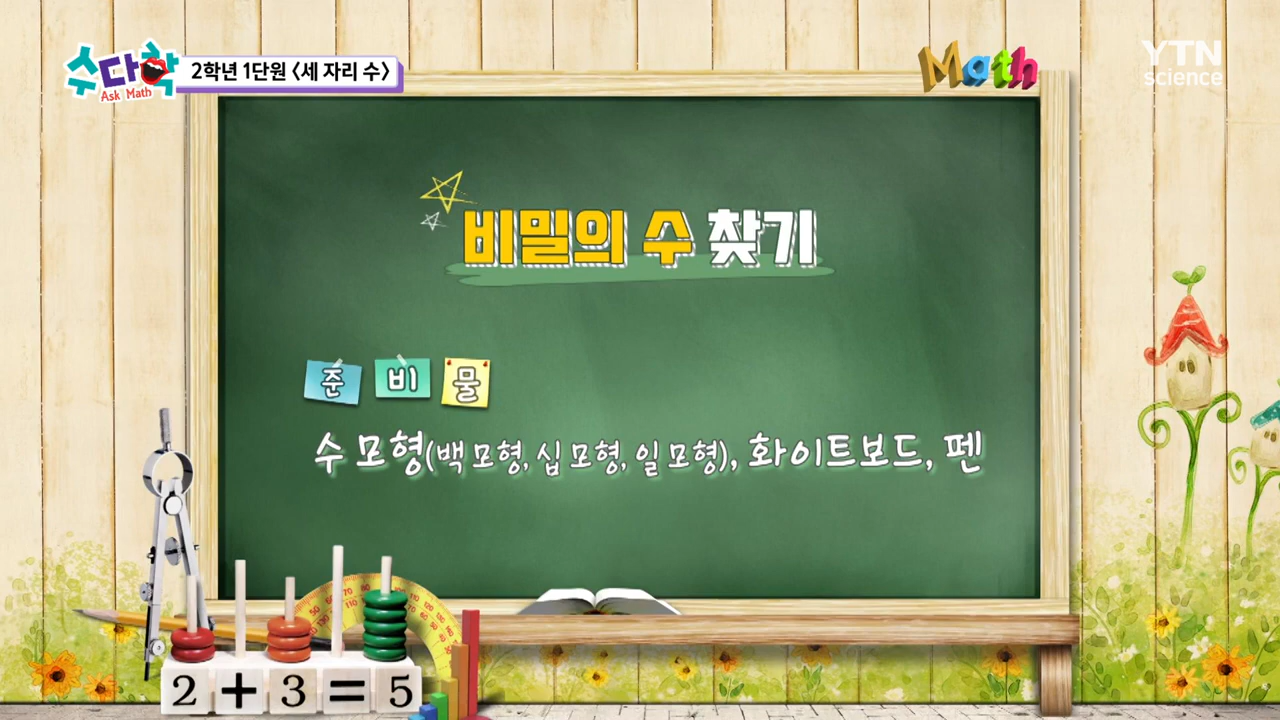 수다학
Ask Math
2학년 1단원 <세 자리 수>
Math
YTN
science
비밀의 수 찾기
준비물
수 모형(백 모형, 십 모형, 일 모형), 화이트보드, 펜
2 + 3 = 5